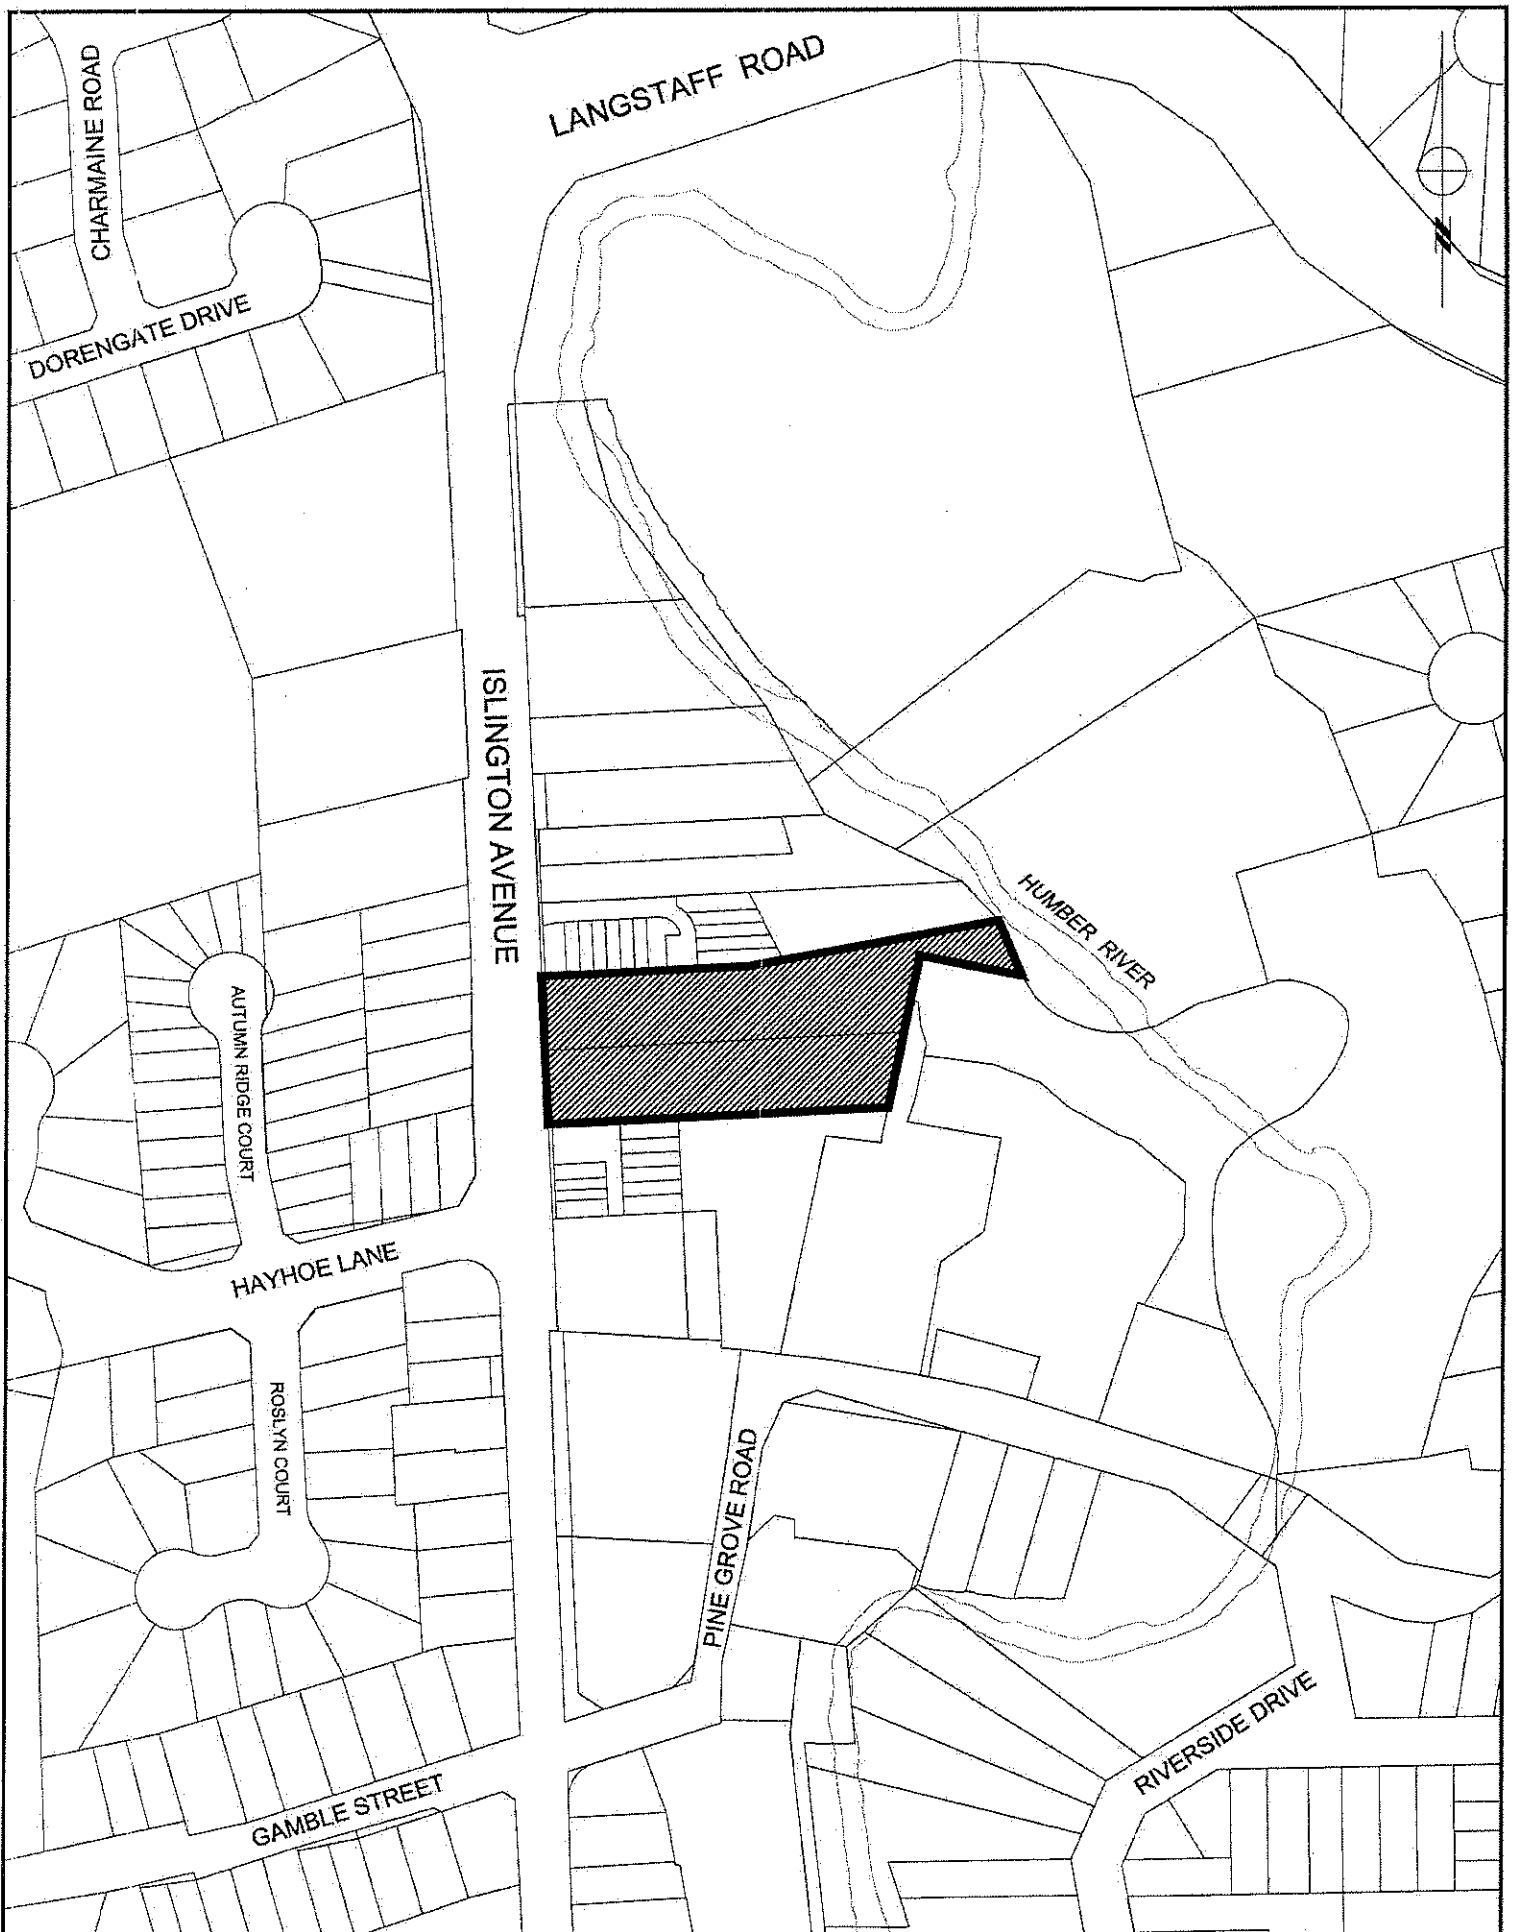 LANGSTAFF ROAD
CHARMAINE ROAD
DORENGATE DRIVE
ISLINGTON AVENUE
HUMBER RIVER
AUTUMN RIDGE COURT
HAYHOE LANE
ROSLYN COURT
PINE GROVE ROAD
RIVERSIDE DRIVE
GAMBLE STREET